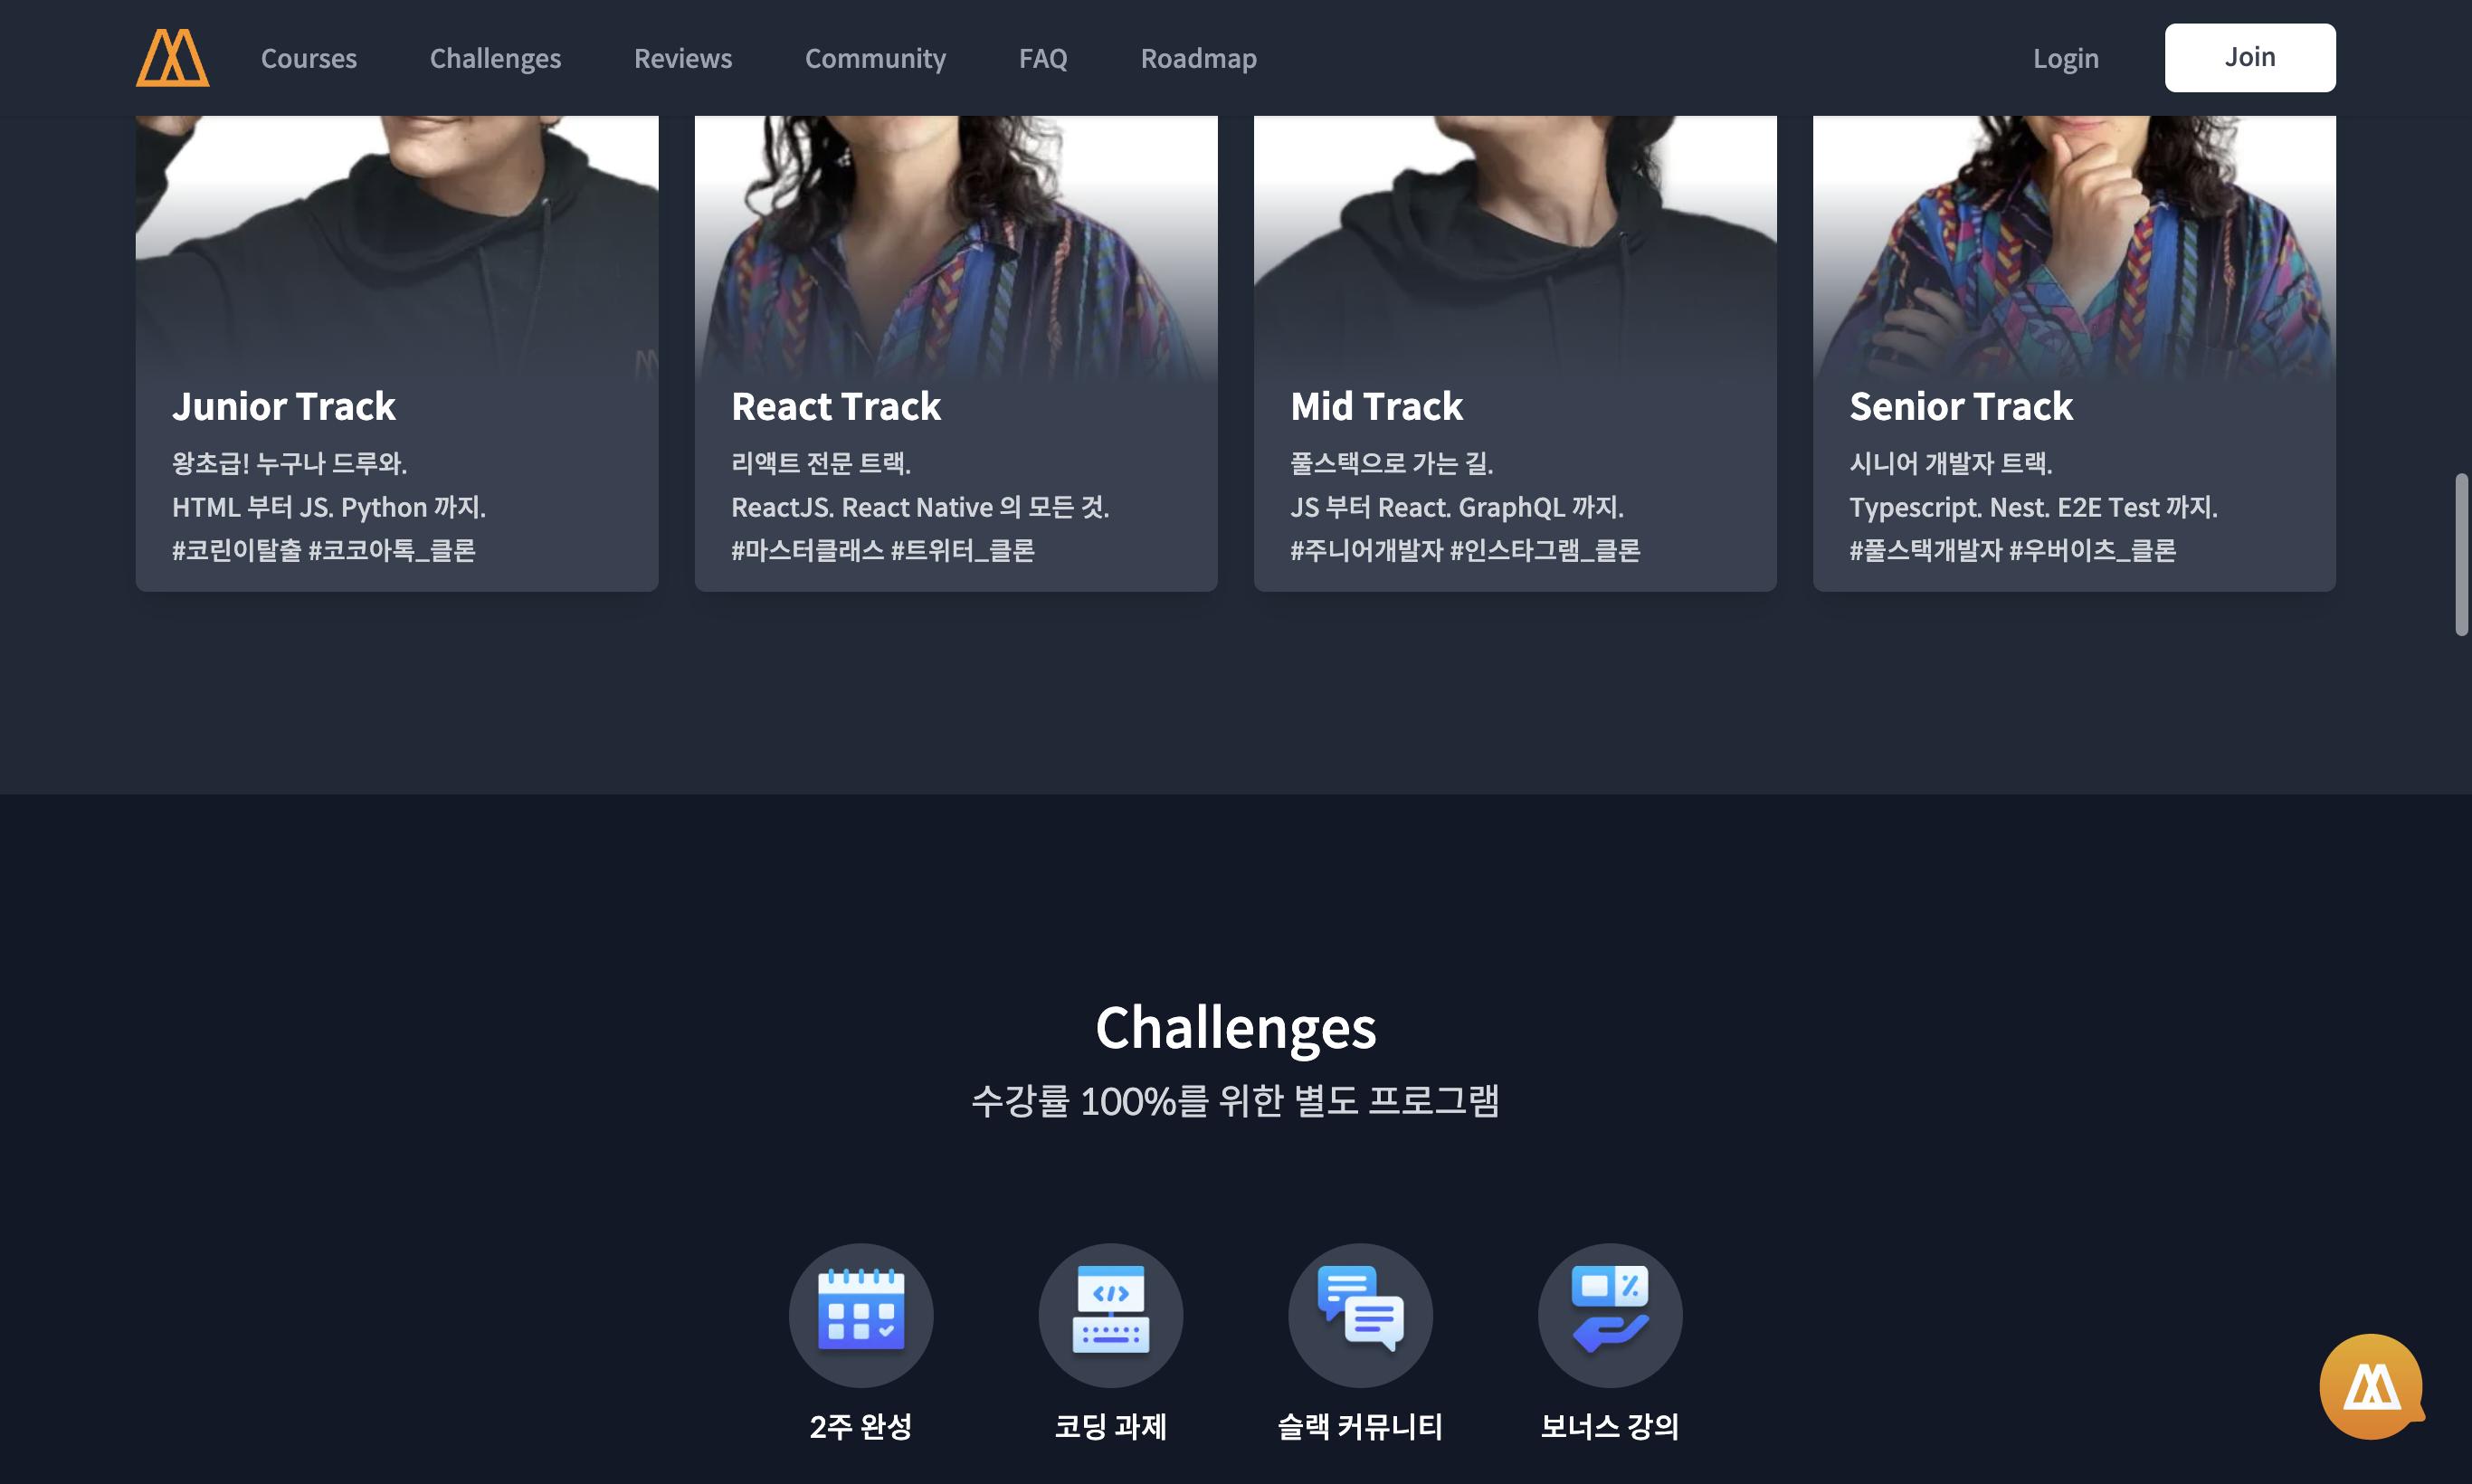 Courses Challenges Reviews Community FAQ Roadmap Login Join
Junior Track
왕초급! 누구나 드루와.
HTML 부터 JS. Python 까지.
#코린이탈출 #코코아톡_클론
React Track
리액트 전문 트랙.
ReactJS. React Native 의 모든 것.
#마스터클래스 #트위터_클론
Mid Track
풀스택으로 가는 길.
JS 부터 React. GraphQL 까지.
#주니어개발자 #인스타그램_클론
Senior Track
시니어 개발자 트랙.
Typescript. Nest. E2E Test 까지.
#풀스택개발자 #우버이츠_클론
Challenges
수강률 100%를 위한 별도 프로그램
2주 완성
코딩 과제
슬랙 커뮤니티
보너스 강의